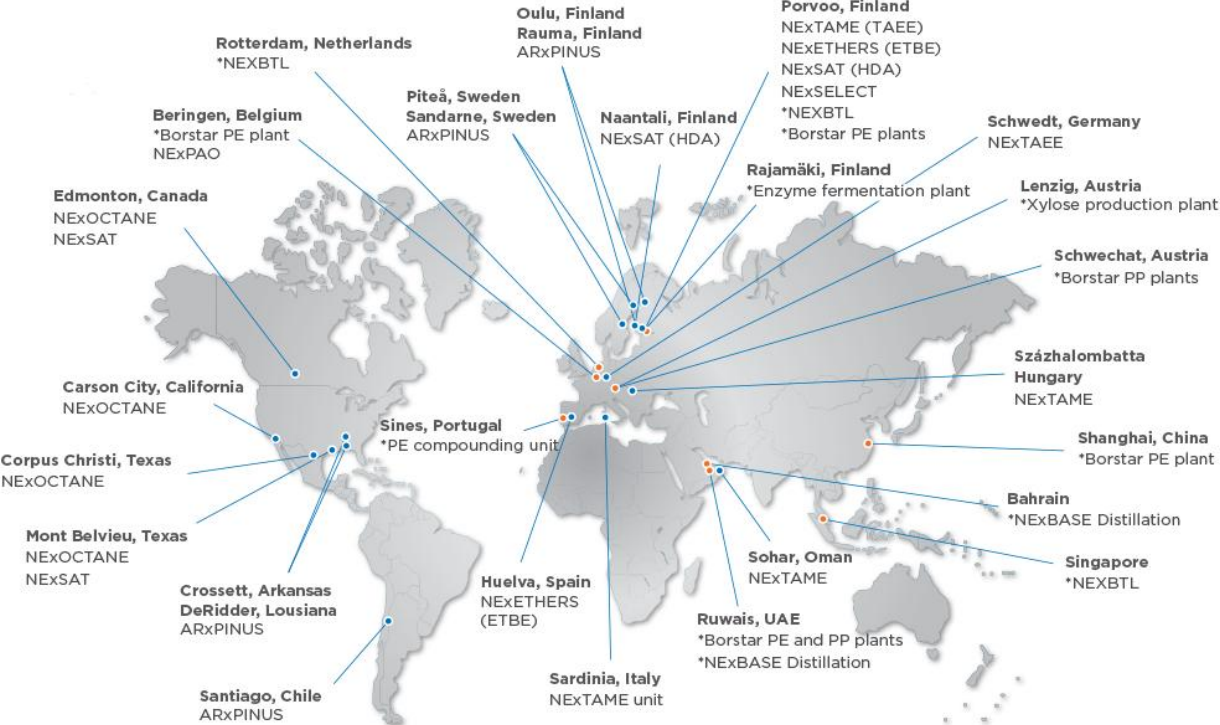 Oulu, Finland
Rauma, Finland
ARxPINUS
Porvoo, Finland
NExTAME (TAEE)
NExETHERS (ETBE)
NExSAT (HDA)
NExSELECT
*NEXBTL
*Borstar PE plants
Rotterdam, Netherlands
*NEXBTL
Piteå, Sweden
Sandarne, Sweden
ARxPINUS
Naantali, Finland
NExSAT (HDA)
Beringen, Belgium
*Borstar PE plant
NExPAO
Schwedt, Germany
NExTAEE
Rajamäki, Finland
*Enzyme fermentation plant
Lenzig, Austria
*Xylose production plant
Edmonton, Canada
NExOCTANE
NExSAT
Schwechat, Austria
*Borstar PP plants
Százhalombatta
Hungary
NExTAME
Carson City, California
NExOCTANE
Sines, Portugal
*PE compounding unit
Shanghai, China
*Borstar PE plant
Corpus Christi, Texas
NExOCTANE
Bahrain
*NExBASE Distillation
Mont Belvieu, Texas
NExOCTANE
NExSAT
Sohar, Oman
NExTAME
Singapore
*NEXBTL
Crossett, Arkansas
DeRidder, Lousiana
ARxPINUS
Huelva, Spain
NExETHERS
(ETBE)
Ruwais, UAE
*Borstar PE and PP plants
*NExBASE Distillation
Sardinia, Italy
NExTAME unit
Santiago, Chile
ARxPINUS